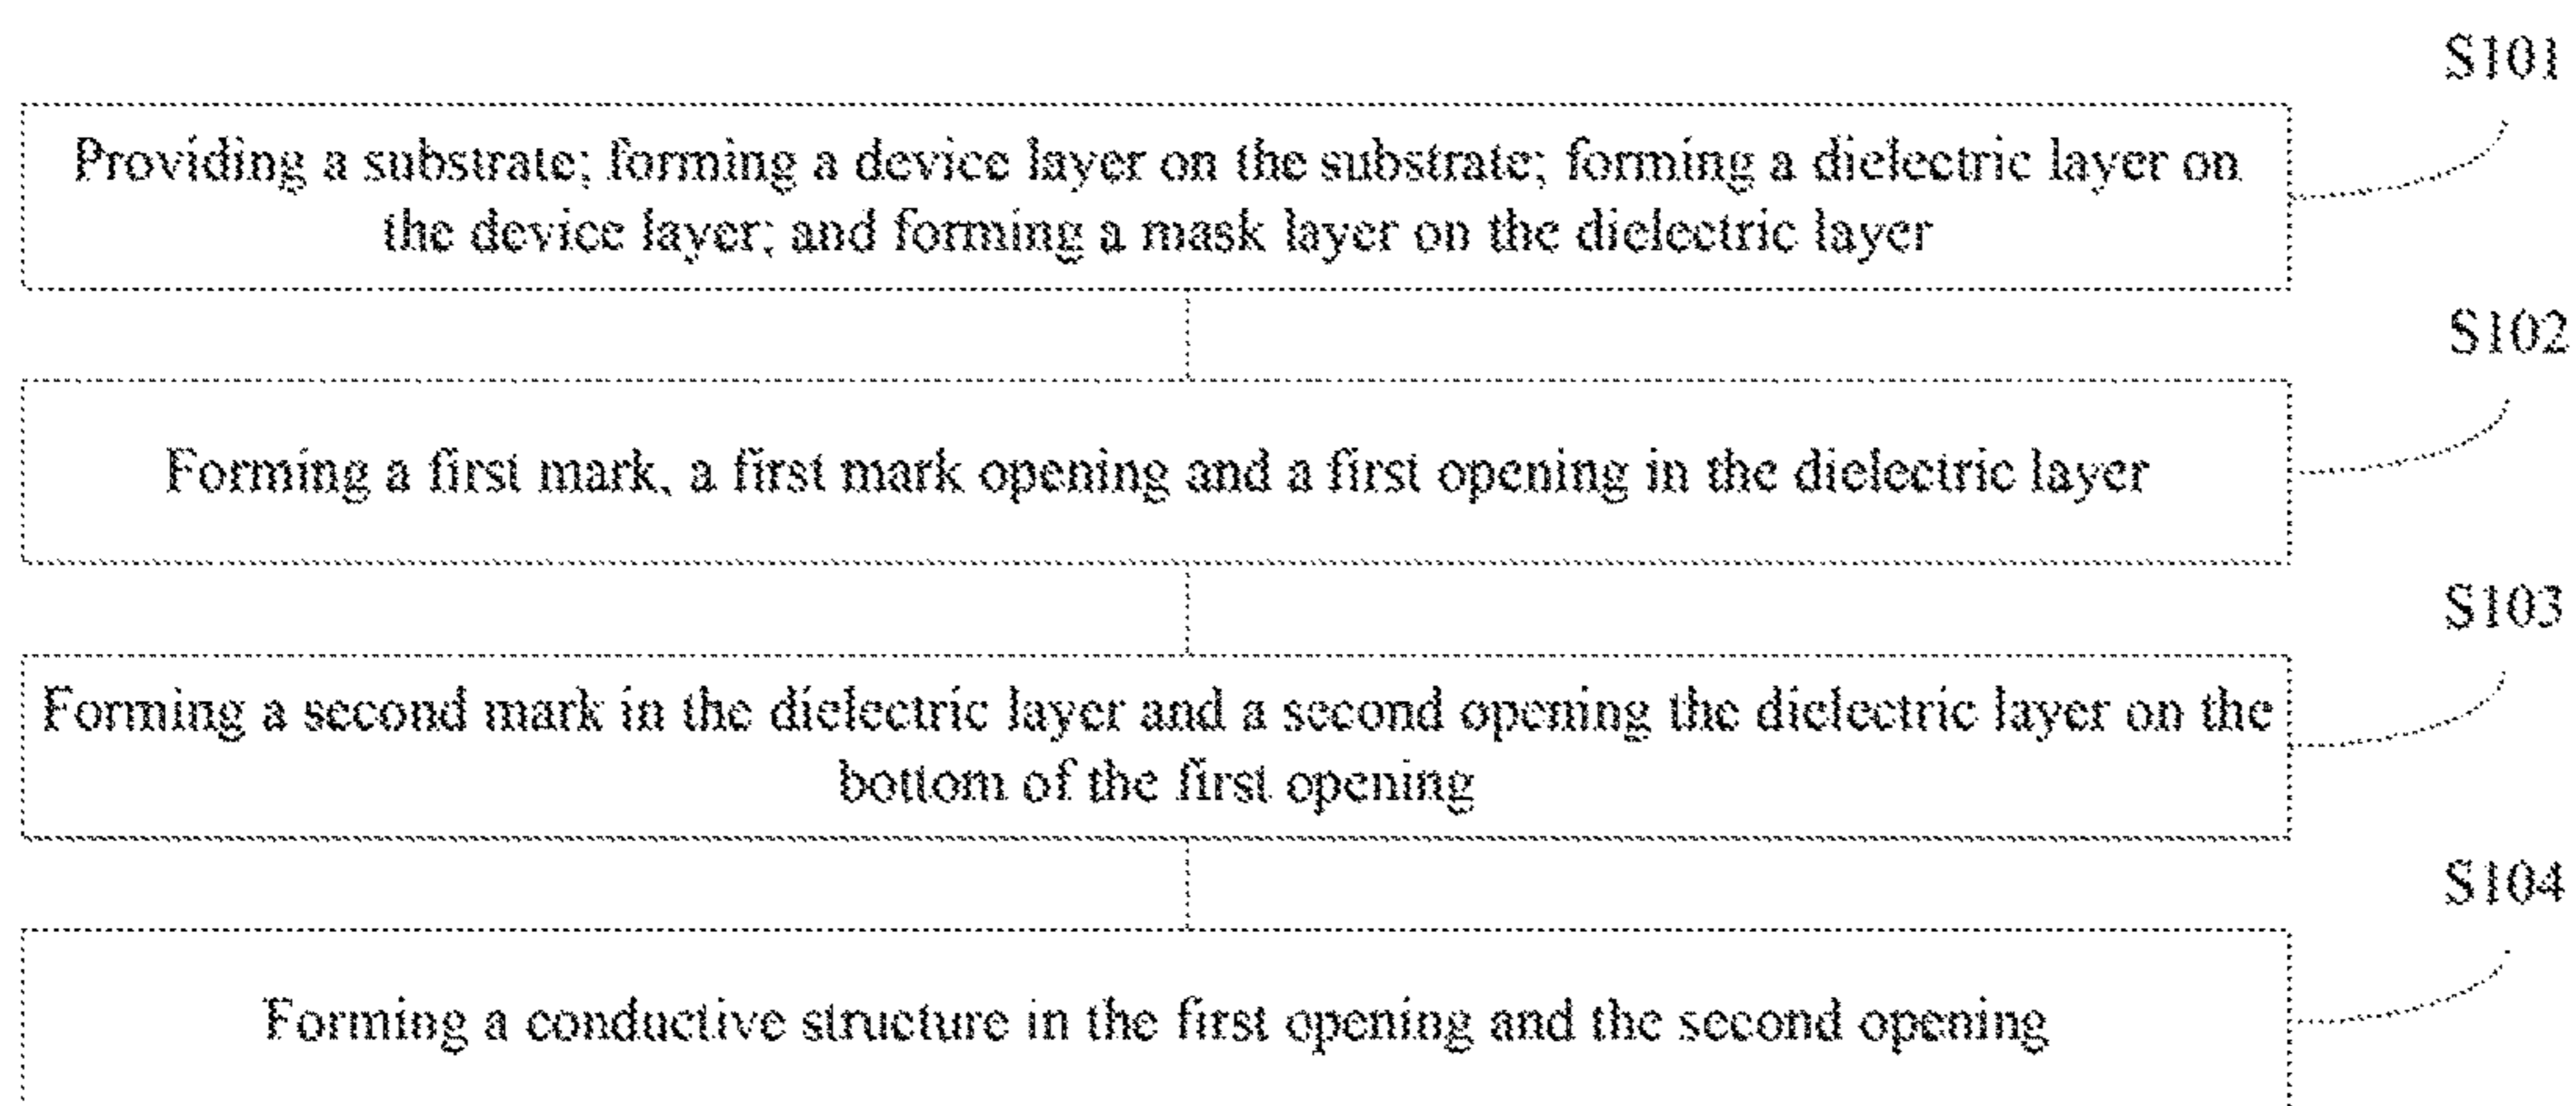 S101
Providing a substrate; forming a device layer on the substrate; forming a dielectric layer on
the device layer; and forming a mask layer on the dielectric layer
S102
Forming a first mark, a first mark opening and a first opening in the dielectric layer
S103
Forming a second mark in the dielectric layer and a second opening the dielectric layer on the
bottom of the first opening
S104
Forming a conductive structure in the first opening and the second opening